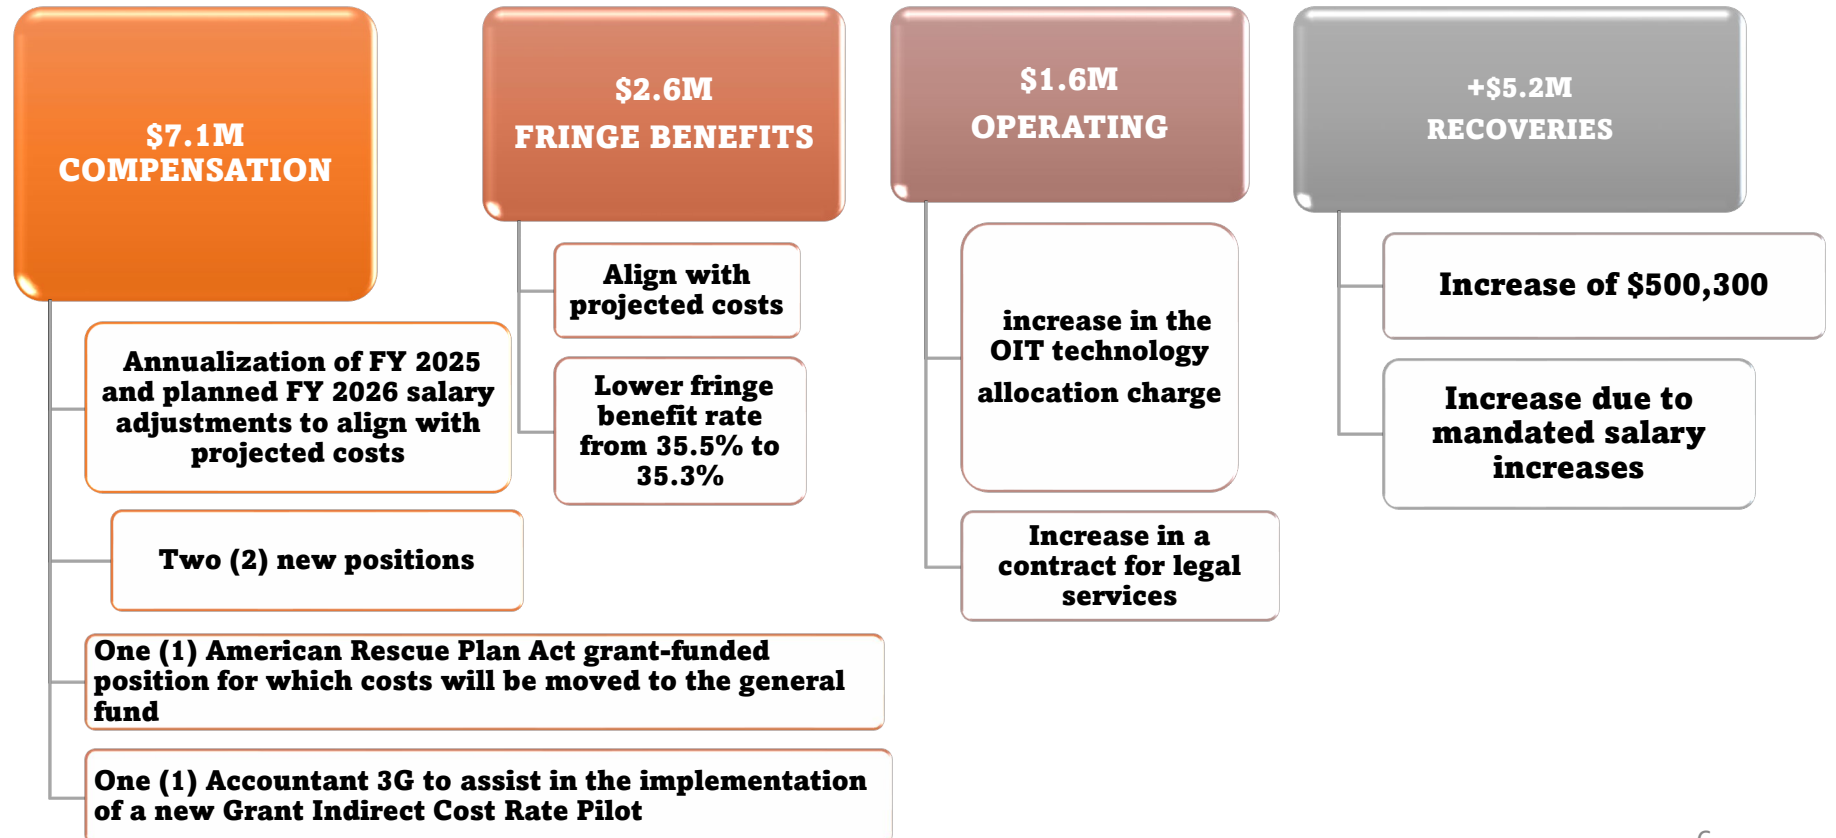 $7.1M
COMPENSATION
Annualization of FY 2025
and planned FY 2026 salary
adjustments to align with
projected costs
Two (2) new positions
One (1) American Rescue Plan Act grant-funded
position for which costs will be moved to the general
fund
One (1) Accountant 3G to assist in the implementation
of a new Grant Indirect Cost Rate Pilot
$2.6M
FRINGE BENEFITS
Align with
projected costs
Lower fringe
benefit rate
from 35.5% to
35.3%
$1.6M
OPERATING
increase in the
OIT technology
allocation charge
Increase in a
contract for legal
services
+$5.2M
RECOVERIES
Increase of $500,300
Increase due to
mandated salary
increases